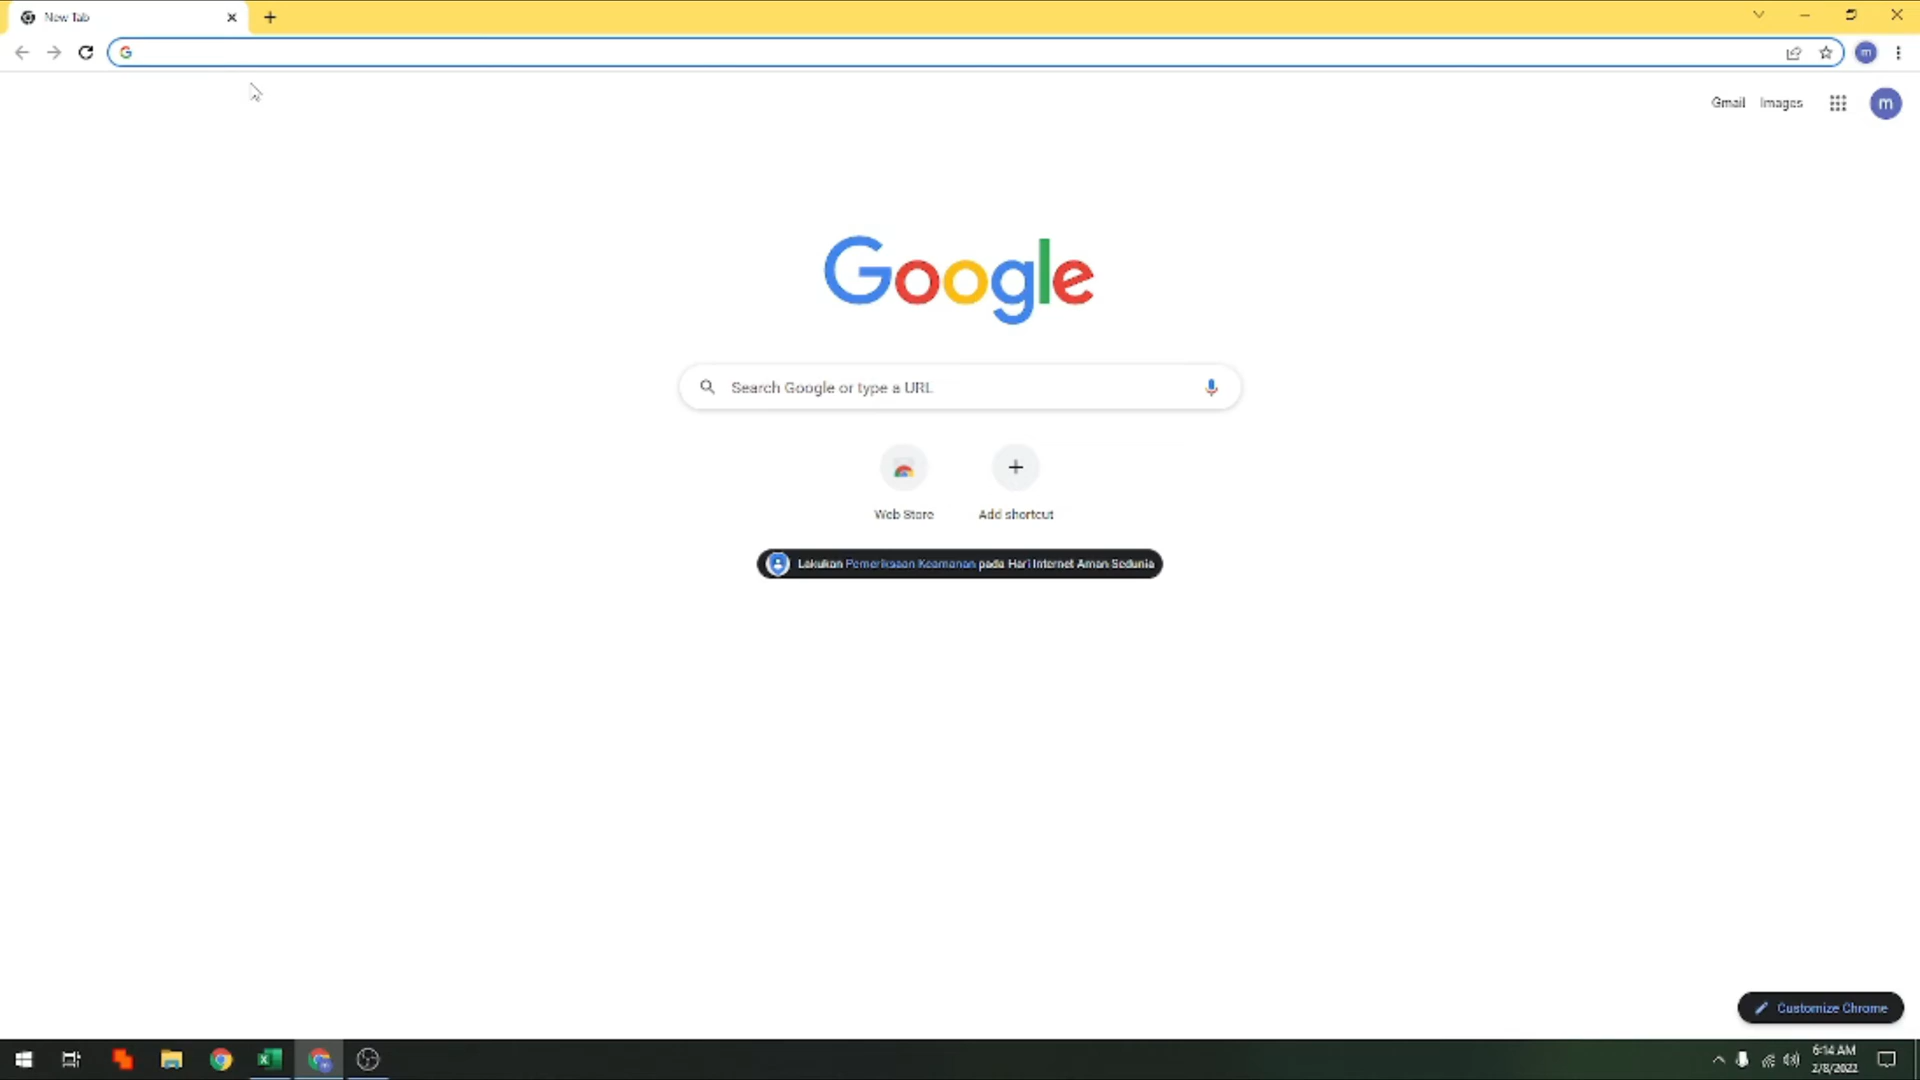 New Tab
Gmail Images
m
m
Google
Search Google or type a URL
Web Store
Add shortcut
Lakukan Pemeriksaan Keamanan pada Hari Internet Aman Sedunia
Customize Chrome
6:14 AM
2/8/2022